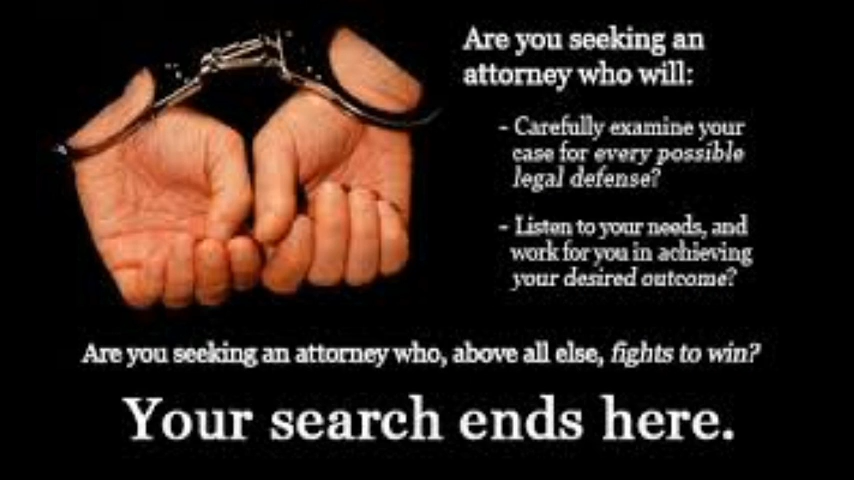 Are you seeking an
attorney who will:
- Carefully examine your
case for every possible
legal defense?
- Listen to your needs, and
work for you in achieving
your desired outcome?
Are you seeking an attorney who, above all else, fights to win?
Your search ends here.